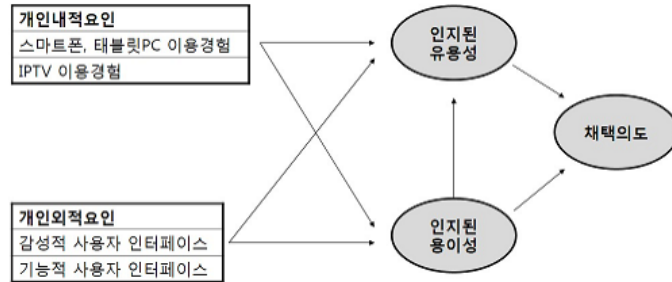 개인내적요인
스마트폰, 태블릿PC 이용경험
IPTV 이용경험
인지된
유용성
채택의도
개인외적요인
감성적 사용자 인터페이스
기능적 사용자 인터페이스
인지된
용이성